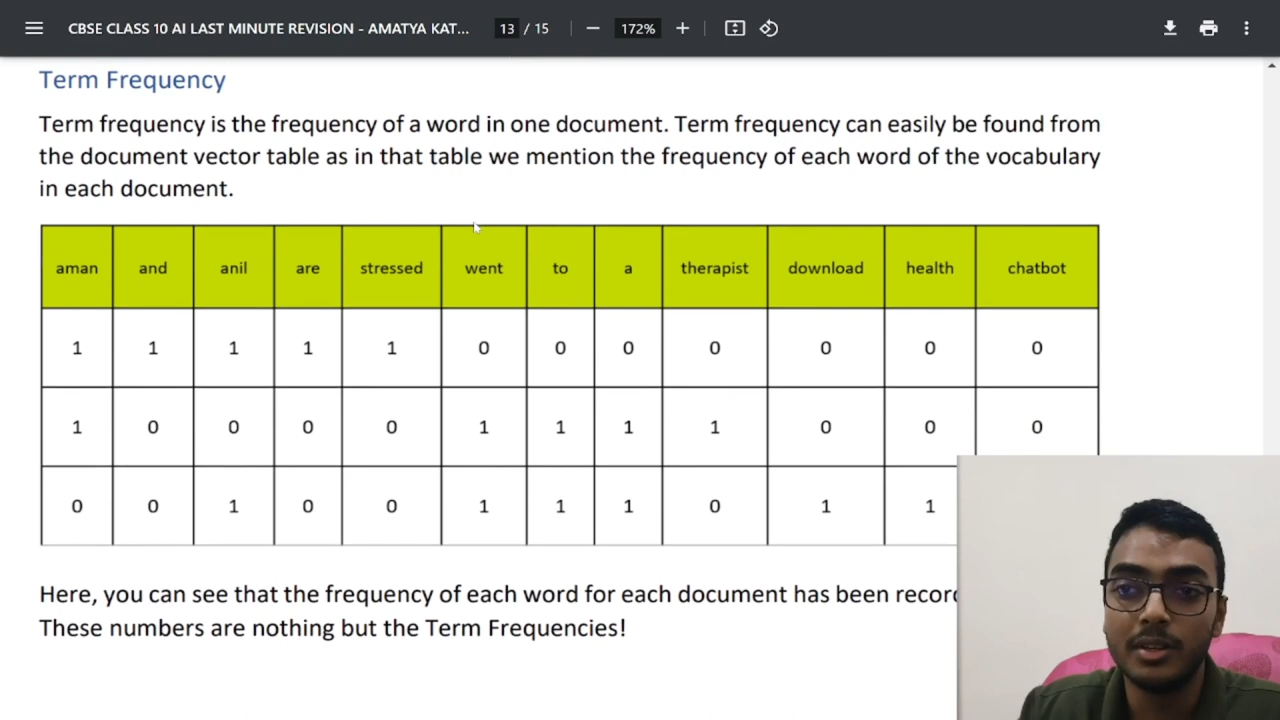 CBSE CLASS 10 AI LAST MINUTE REVISION - AMATYA KAT... 13 / 15 172%
Term Frequency
Term frequency is the frequency of a word in one document. Term frequency can easily be found from
the document vector table as in that table we mention the frequency of each word of the vocabulary
in each document.
aman and anil are stressed went to a therapist download health chatbot
1 1 1 1 1 0 0 0 0 0 0 0
1 0 0 0 0 1 1 1 1 0 0 0
0 0 1 0 0 1 1 1 0 1 1
Here, you can see that the frequency of each word for each document has been
These numbers are nothing but the Term Frequencies!